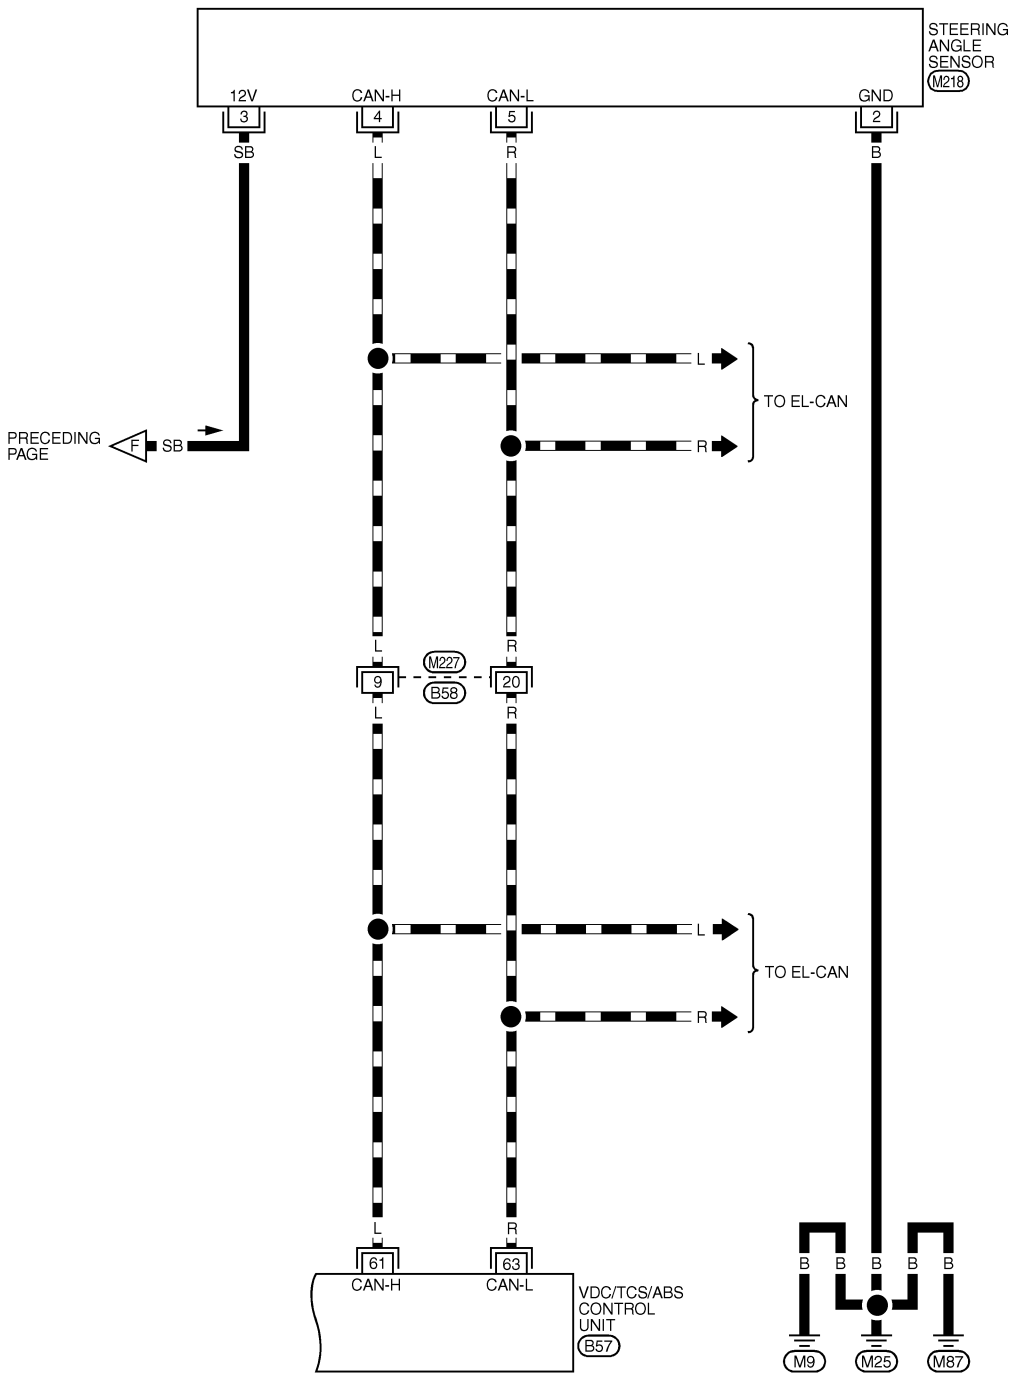 STEERING
ANGLE
SENSOR
M218
12V CAN-H CAN-L GND
3 4 5 2
SB L R B
L
TO EL-CAN
PRECEDING
PAGE
F SB
R
L R
M227
9 20
B58
L R
L
TO EL-CAN
R
L R
61 63
CAN-H CAN-L
VDC/TCS/ABS
CONTROL
UNIT
B57
B B B B B
M9 M25 M87